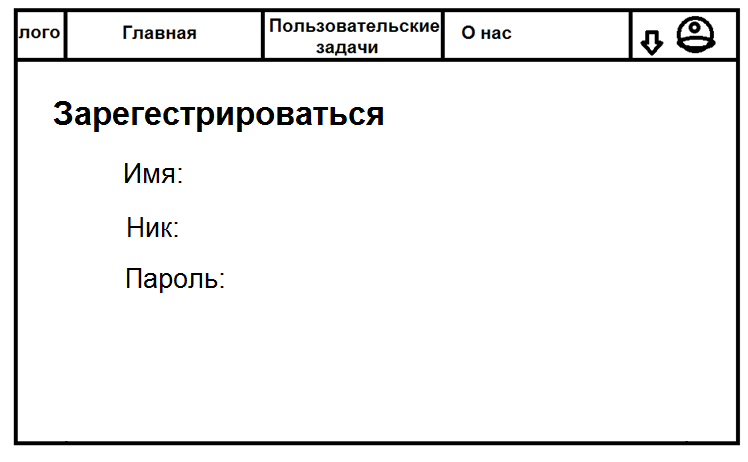 лого
Главная
Пользовательские
задачи
О нас
Зарегестрироваться
Имя:
Ник:
Пароль: